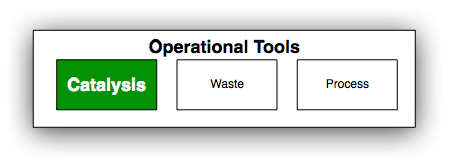 Operational Tools
Catalysis
Waste
Process